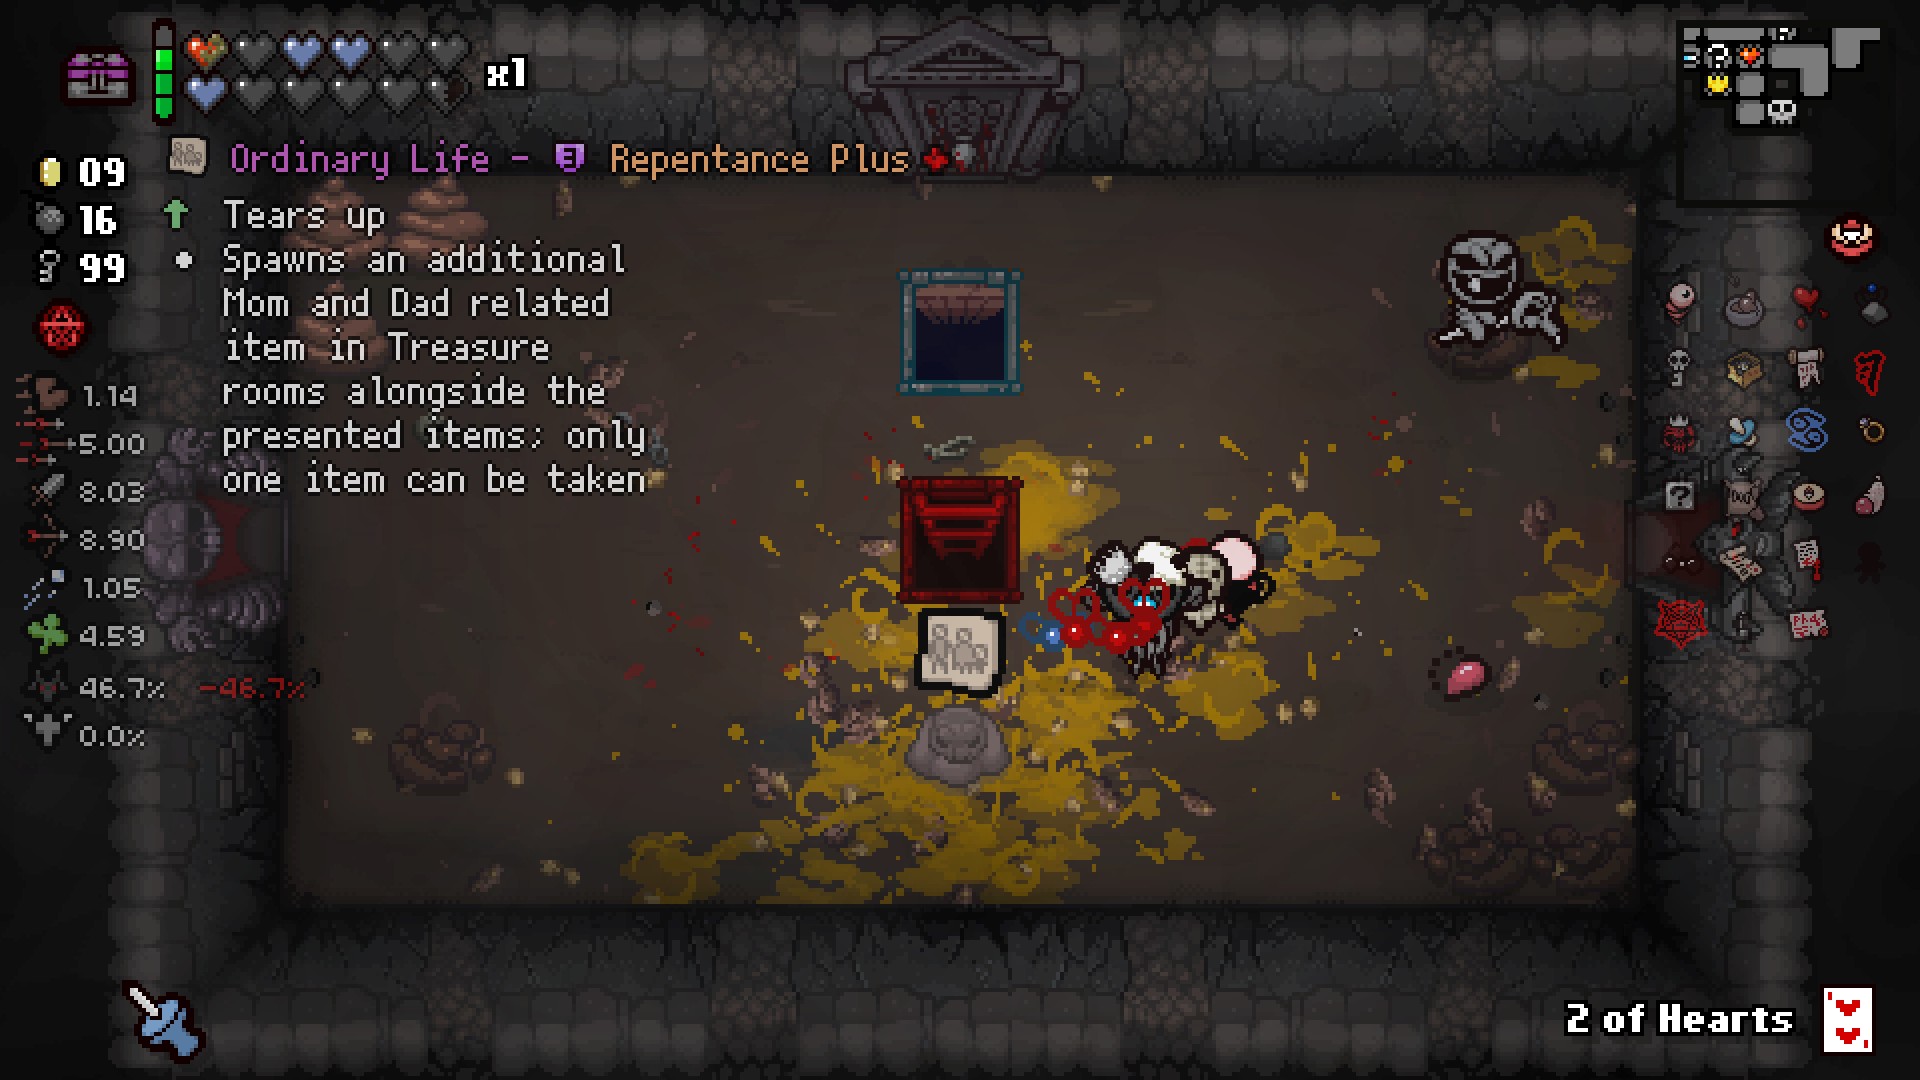 x1
Ordinary Life - 3 Repentance Plus
09
Tears up
16
Spawns an additional
99
Mom and Dad related
item in Treasure
1.14
rooms alongside the
5.00
presented items; only
8.03
one item can be taken
8.90
1.05
4.59
46.7% -46.7%
0.0%
2 of Hearts